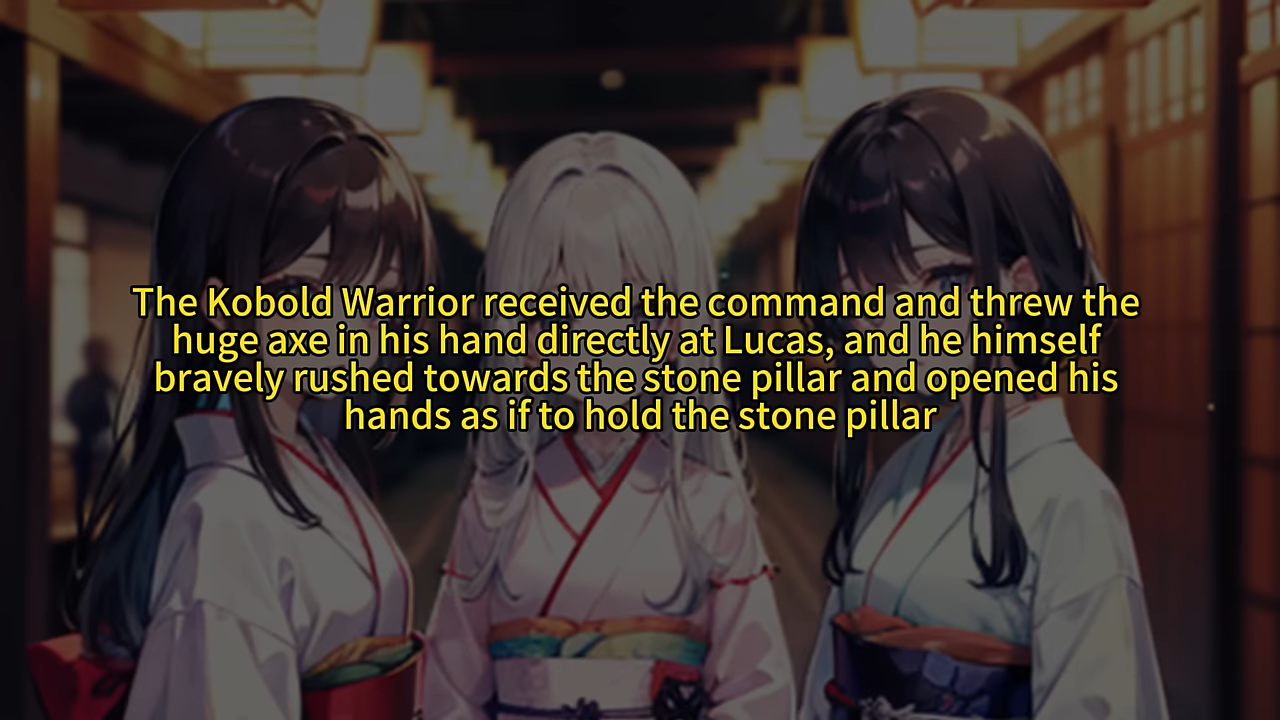 The Kobold Warrior received the command and threw the
huge axe in his hand directly at Lucas, and he himself
bravely rushed towards the stone pillar and opened his
hands as if to hold the stone pillar